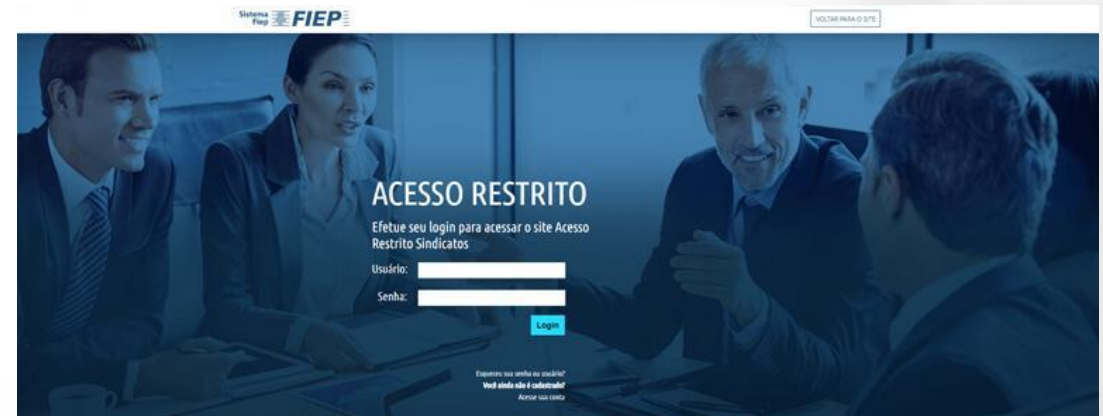 Sistema
Fiep
FIEP
VOLTAR PARA O SITE
ACESSO RESTRITO
Efetue seu login para acessar o site Acesso
Restrito Sindicatos
Usuário:
Senha:
Login
Esqueceu sua senha ou usuário?
Você ainda não é cadastrado?
Acesse sua conta